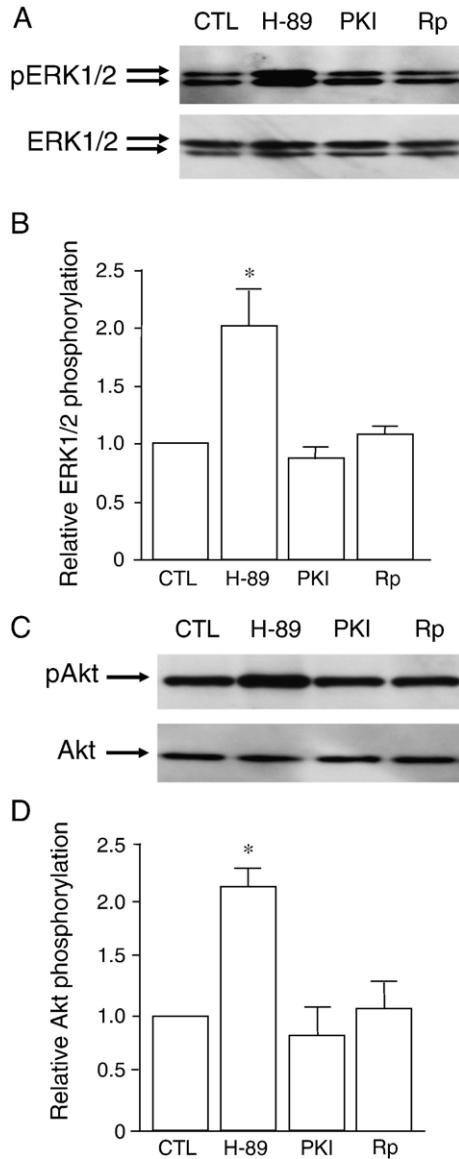 A
CTL H-89 PKI Rp
pERK1/2
ERK1/2
B
Relative ERK1/2 phosphorylation
2.5
*
2.0
1.5
1.0
0.5
0
CTL H-89 PKI Rp
C
CTL H-89 PKI Rp
pAkt
Akt
D
Relative Akt phosphorylation
2.5
*
2.0
1.5
1.0
0.5
0
CTL H-89 PKI Rp